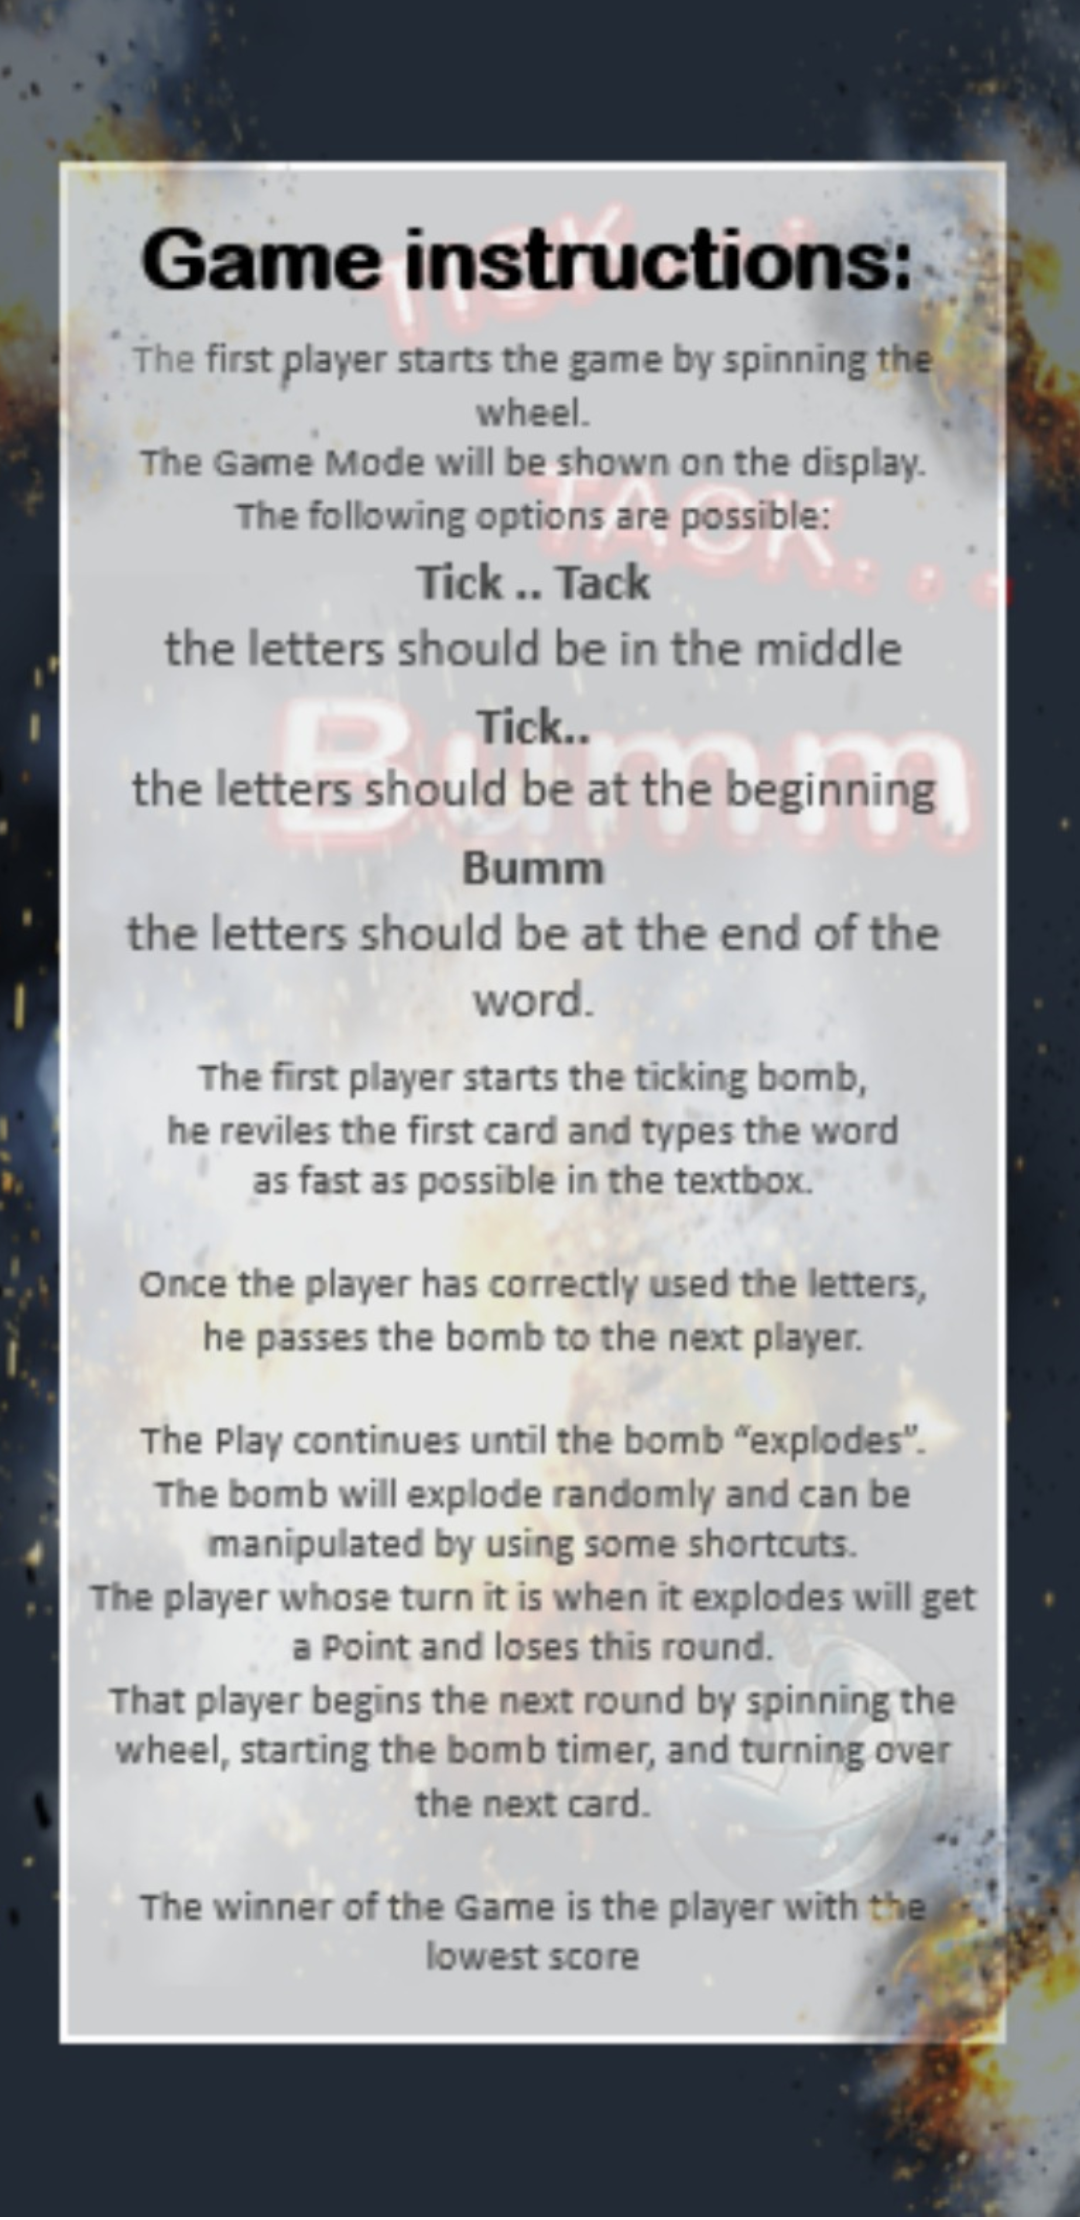 Game instructions:
The first player starts the game by spinning the
wheel.
The Game Mode will be shown on the display.
The following options are possible:
Tick .. Tack
the letters should be in the middle
Tick..
the letters should be at the beginning
Bumm
the letters should be at the end of the
word.
The first player starts the ticking bomb,
he reviles the first card and types the word
as fast as possible in the textbox.
Once the player has correctly used the letters,
he passes the bomb to the next player.
The Play continues until the bomb “explodes”.
The bomb will explode randomly and can be
manipulated by using some shortcuts.
The player whose turn it is when it explodes will get
a Point and loses this round.
That player begins the next round by spinning the
wheel, starting the bomb timer, and turning over
the next card.
The winner of the Game is the player with the
lowest score
TICK . .
TACK. . .
Bumm